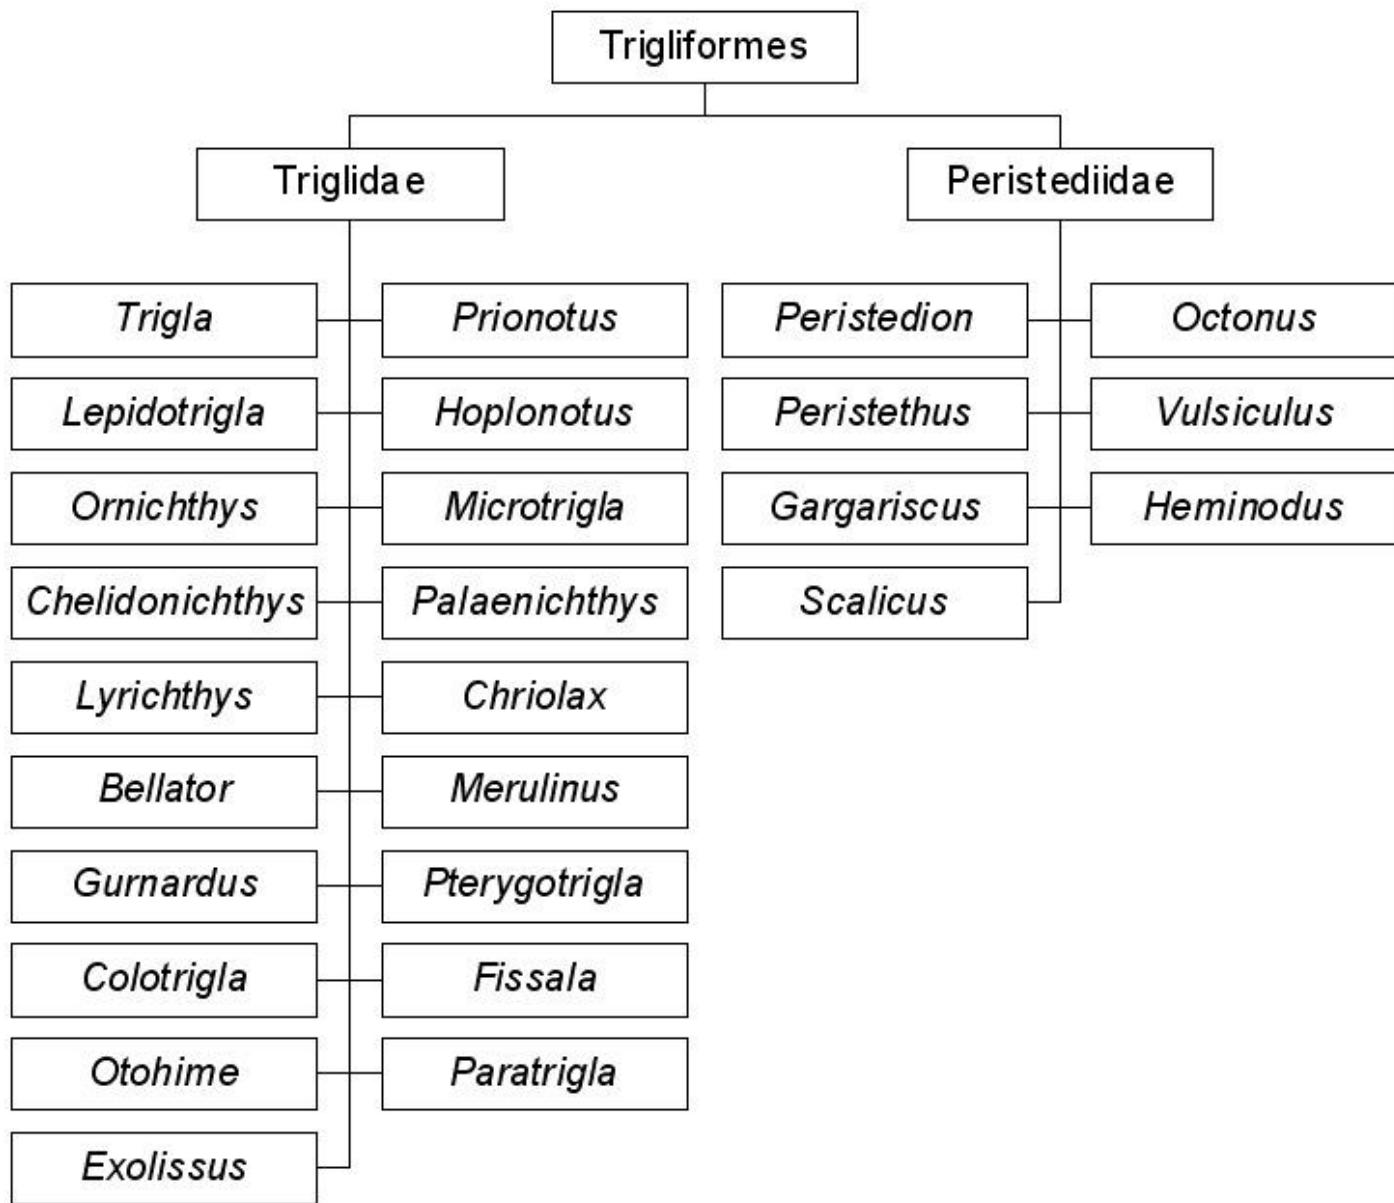 Trigliformes
Triglidae
Peristediidae
Trigla
Prionotus
Peristedion
Octonus
Lepidotrigla
Hoplonotus
Peristethus
Vulsiculus
Ornichthys
Microtrigla
Gargariscus
Heminodus
Chelidonichthys
Palaenichthys
Scalicus
Lyrichthys
Chriolax
Bellator
Merulinus
Gurnardus
Pterygotrigla
Colotrigla
Fissala
Otohime
Paratrigla
Exolissus